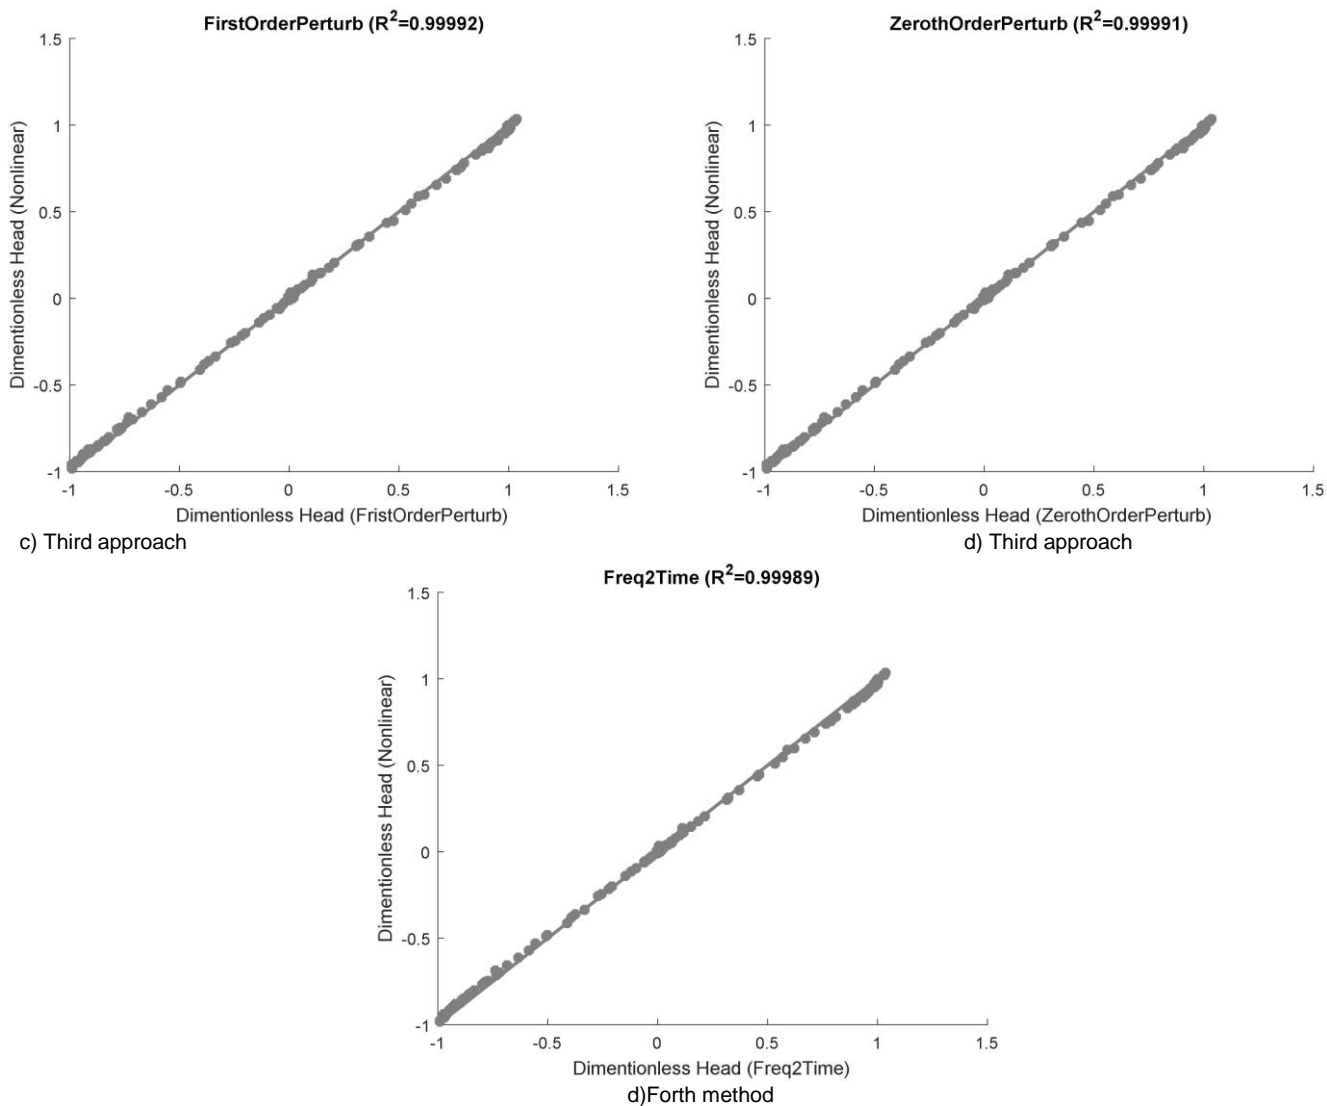 FirstOrderPerturb (R2=0.99992)
1.5
1
0.5
0
-0.5
-1
Dimentionless Head (Nonlinear)
-1 -0.5 0 0.5 1 1.5
Dimentionless Head (FristOrderPerturb)
c) Third approach
ZerothOrderPerturb (R2=0.99991)
1.5
1
0.5
0
-0.5
-1
Dimentionless Head (Nonlinear)
-1 -0.5 0 0.5 1 1.5
Dimentionless Head (ZerothOrderPerturb)
d) Third approach
Freq2Time (R2=0.99989)
1.5
1
0.5
0
-0.5
-1
Dimentionless Head (Nonlinear)
-1 -0.5 0 0.5 1 1.5
Dimentionless Head (Freq2Time)
d)Forth method